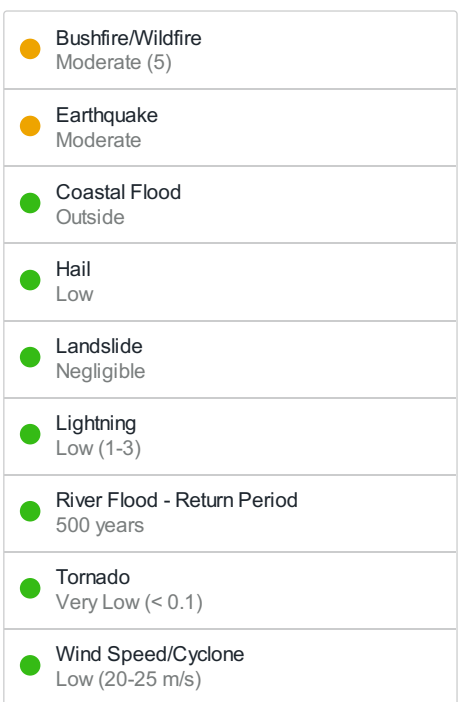 Bushfire/Wildfire
Moderate (5)
Earthquake
Moderate
Coastal Flood
Outside
Hail
Low
Landslide
Negligible
Lightning
Low (1-3)
River Flood - Return Period
500 years
Tornado
Very Low (< 0.1)
Wind Speed/Cyclone
Low (20-25 m/s)